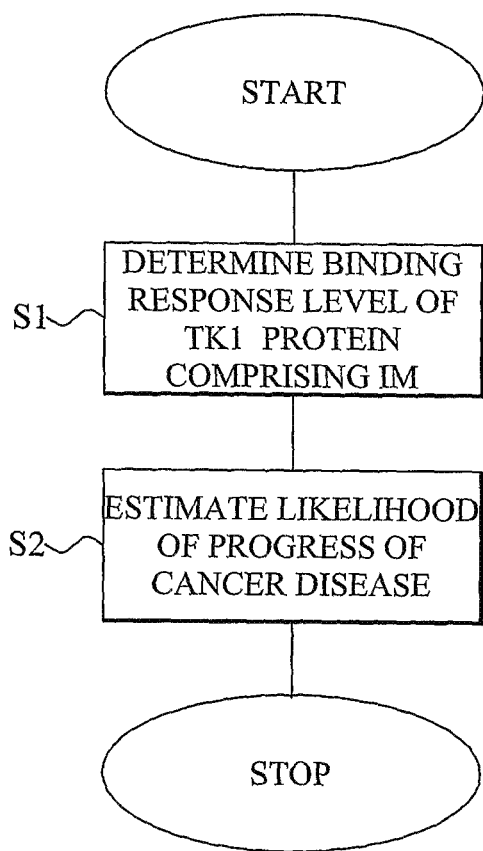 START
S1
DETERMINE BINDING
RESPONSE LEVEL OF
TK1 PROTEIN
COMPRISING IM
S2
ESTIMATE LIKELIHOOD
OF PROGRESS OF
CANCER DISEASE
STOP